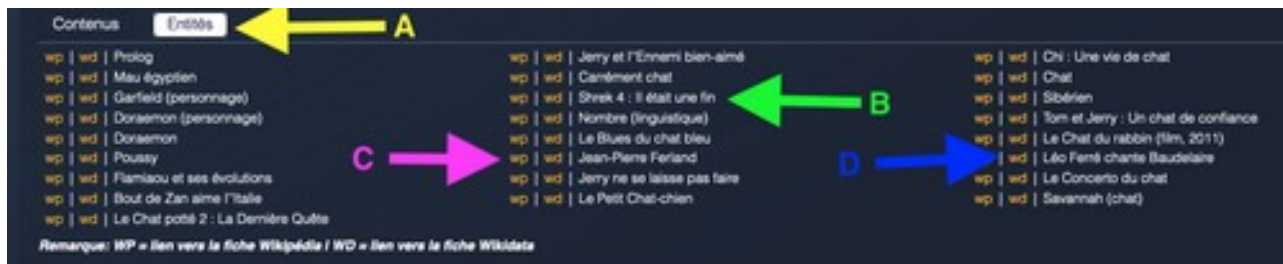 Contenus Entités A
wp | wd | Prolog
wp | wd | Mau égyptien
wp | wd | Garfield (personnage)
wp | wd | Doraemon (personnage)
wp | wd | Doraemon
wp | wd | Poussy
wp | wd | Flamiaou et ses évolutions
wp | wd | Bout de Zan aime l''Italie
wp | wd | Le Chat potté 2 : La Dernière Quête
wp | wd | Jerry et l''Ennemi bien-aimé
wp | wd | Carrément chat
wp | wd | Shrek 4 : Il était une fin
B
wp | wd | Nombre (linguistique)
wp | wd | Le Blues du chat bleu
C
wp | wd | Jean-Pierre Ferland
wp | wd | Jerry ne se laisse pas faire
wp | wd | Le Petit Chat-chien
wp | wd | Chi : Une vie de chat
wp | wd | Chat
wp | wd | Sibérien
wp | wd | Tom et Jerry : Un chat de confiance
wp | wd | Le Chat du rabbin (film, 2011)
D
| wd | Léo Ferré chante Baudelaire
wp | wd | Le Concerto du chat
wp | wd | Savannah (chat)
Remarque: WP = lien vers la fiche Wikipédia / WD = lien vers la fiche Wikidata